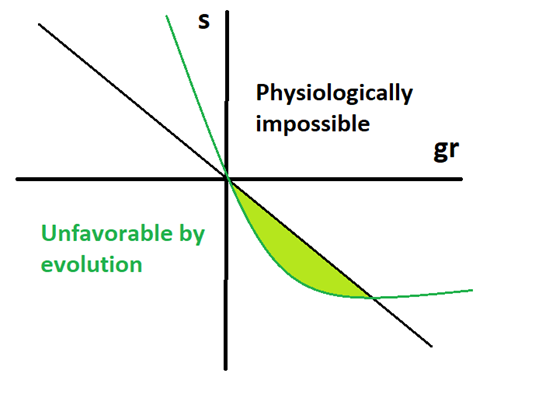 s
Physiologically
impossible
gr
Unfavorable by
evolution